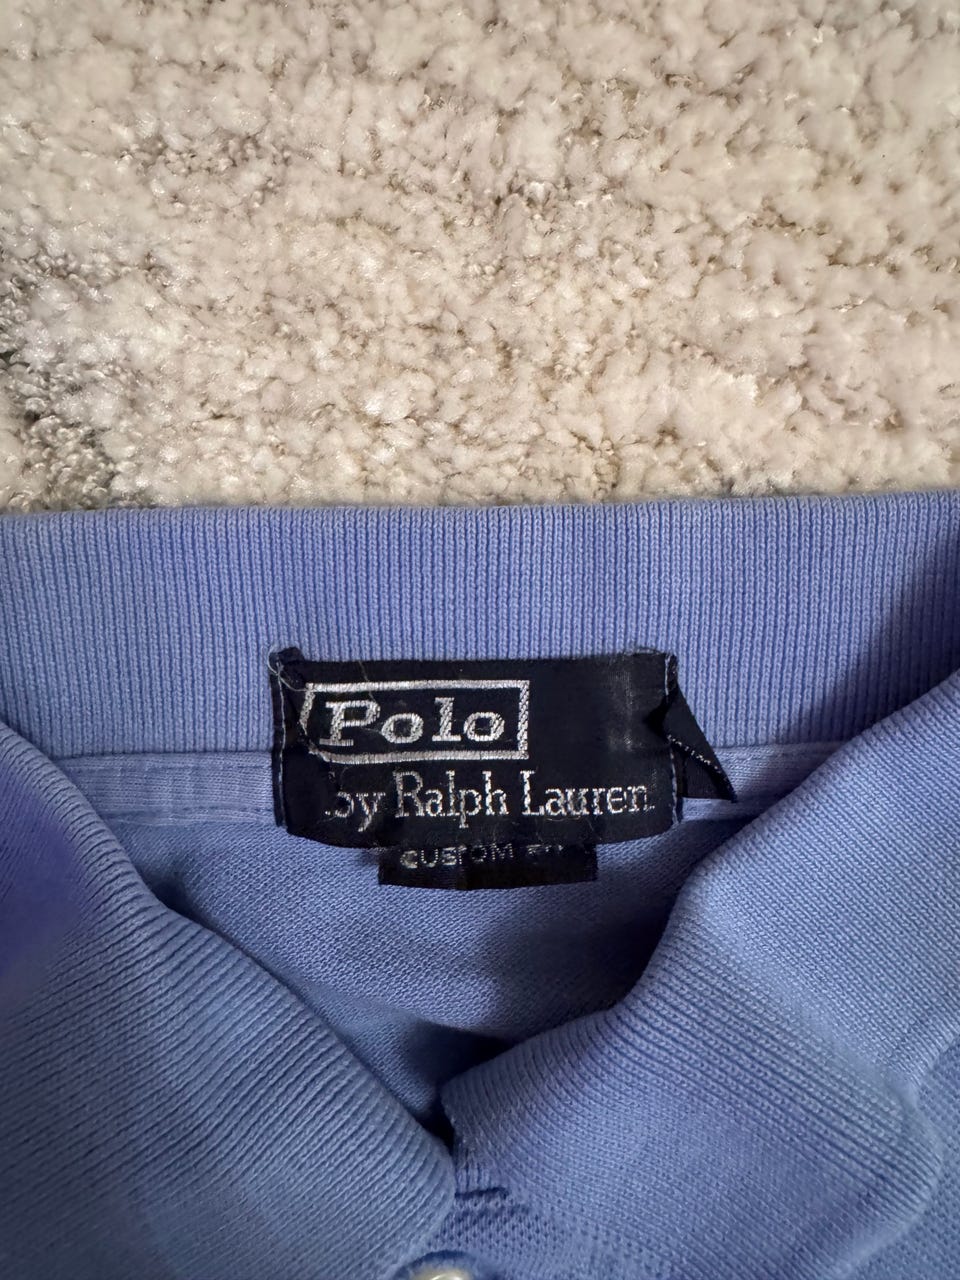 Polo
by Ralph Lauren
CUSTOM FIT